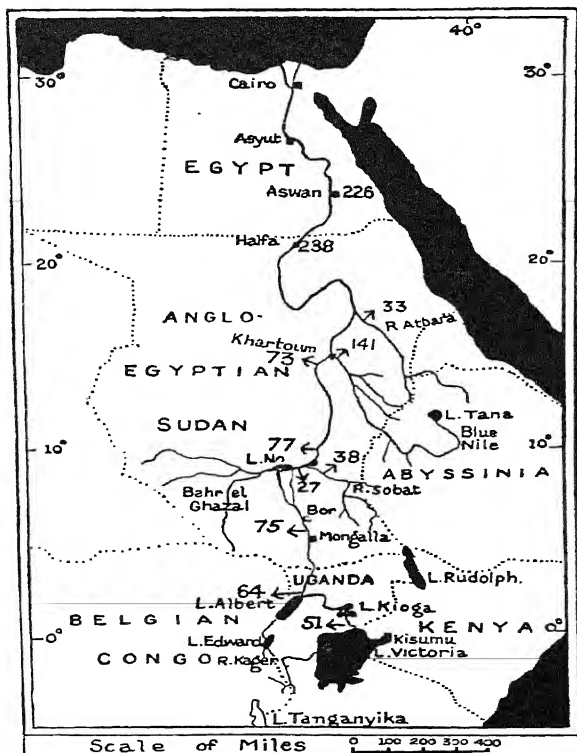 40°
30°
30°
Cairo
Asyut
EGYPT
Aswan 226
Halfa
238
20°
20°
ANGLO-
33
R Atbara
Khartoum
141
73
EGYPTIAN
SUDAN
L. Tana
Blue
Nile
77
10°
10°
L. No
38
ABYSSINIA
27
R. Sobat
Bahr el
Ghazal
Bor
75
Mongalla
UGANDA
64
L. Rudolph.
L. Albert
BELGIAN
L. Kioga
51
KENYA
0°
0°
L. Edward
Kisumu
CONGO
R. Kager
L. Victoria
L. Tanganyika
Scale of Miles
0 100 200 300 400